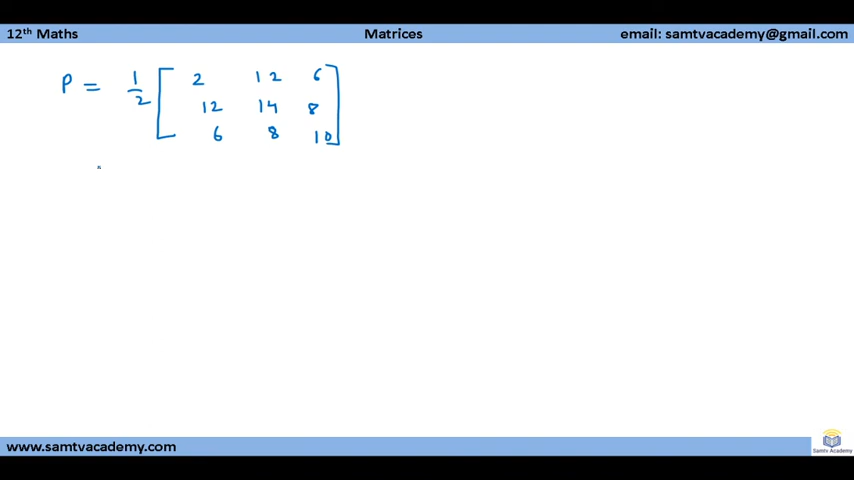 12th Maths Matrices email: samtvacademy@gmail.com
P = 1/2 [ 2 12 6
12 14 8
6 8 10 ]
www.samtvacademy.com
Samtv Academy